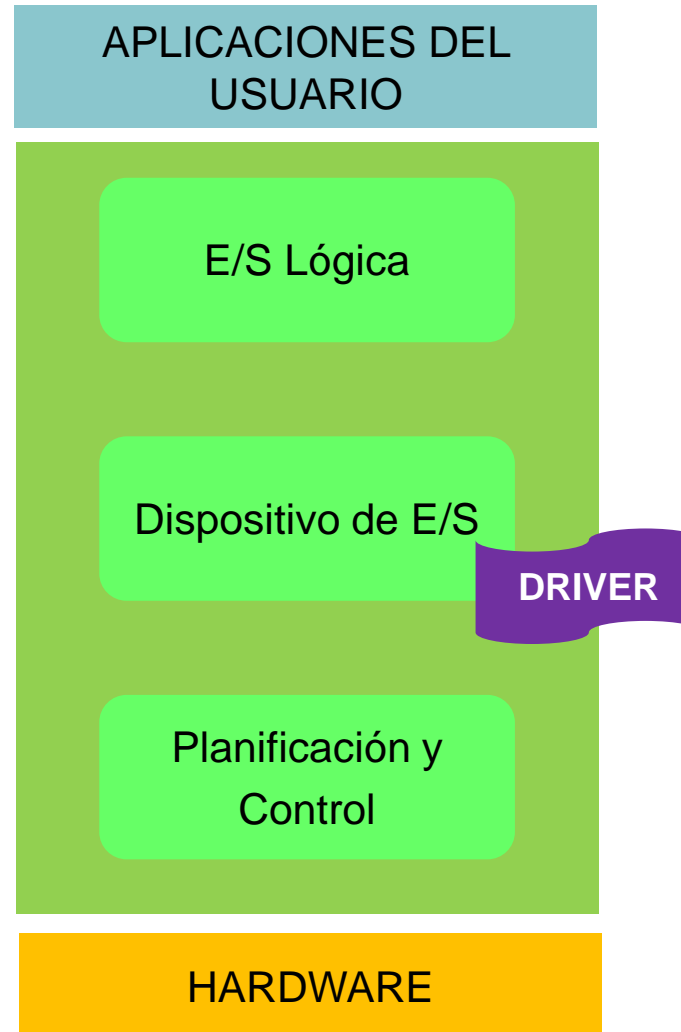 APLICACIONES DEL
USUARIO
E/S Lógica
Dispositivo de E/S
DRIVER
Planificación y
Control
HARDWARE